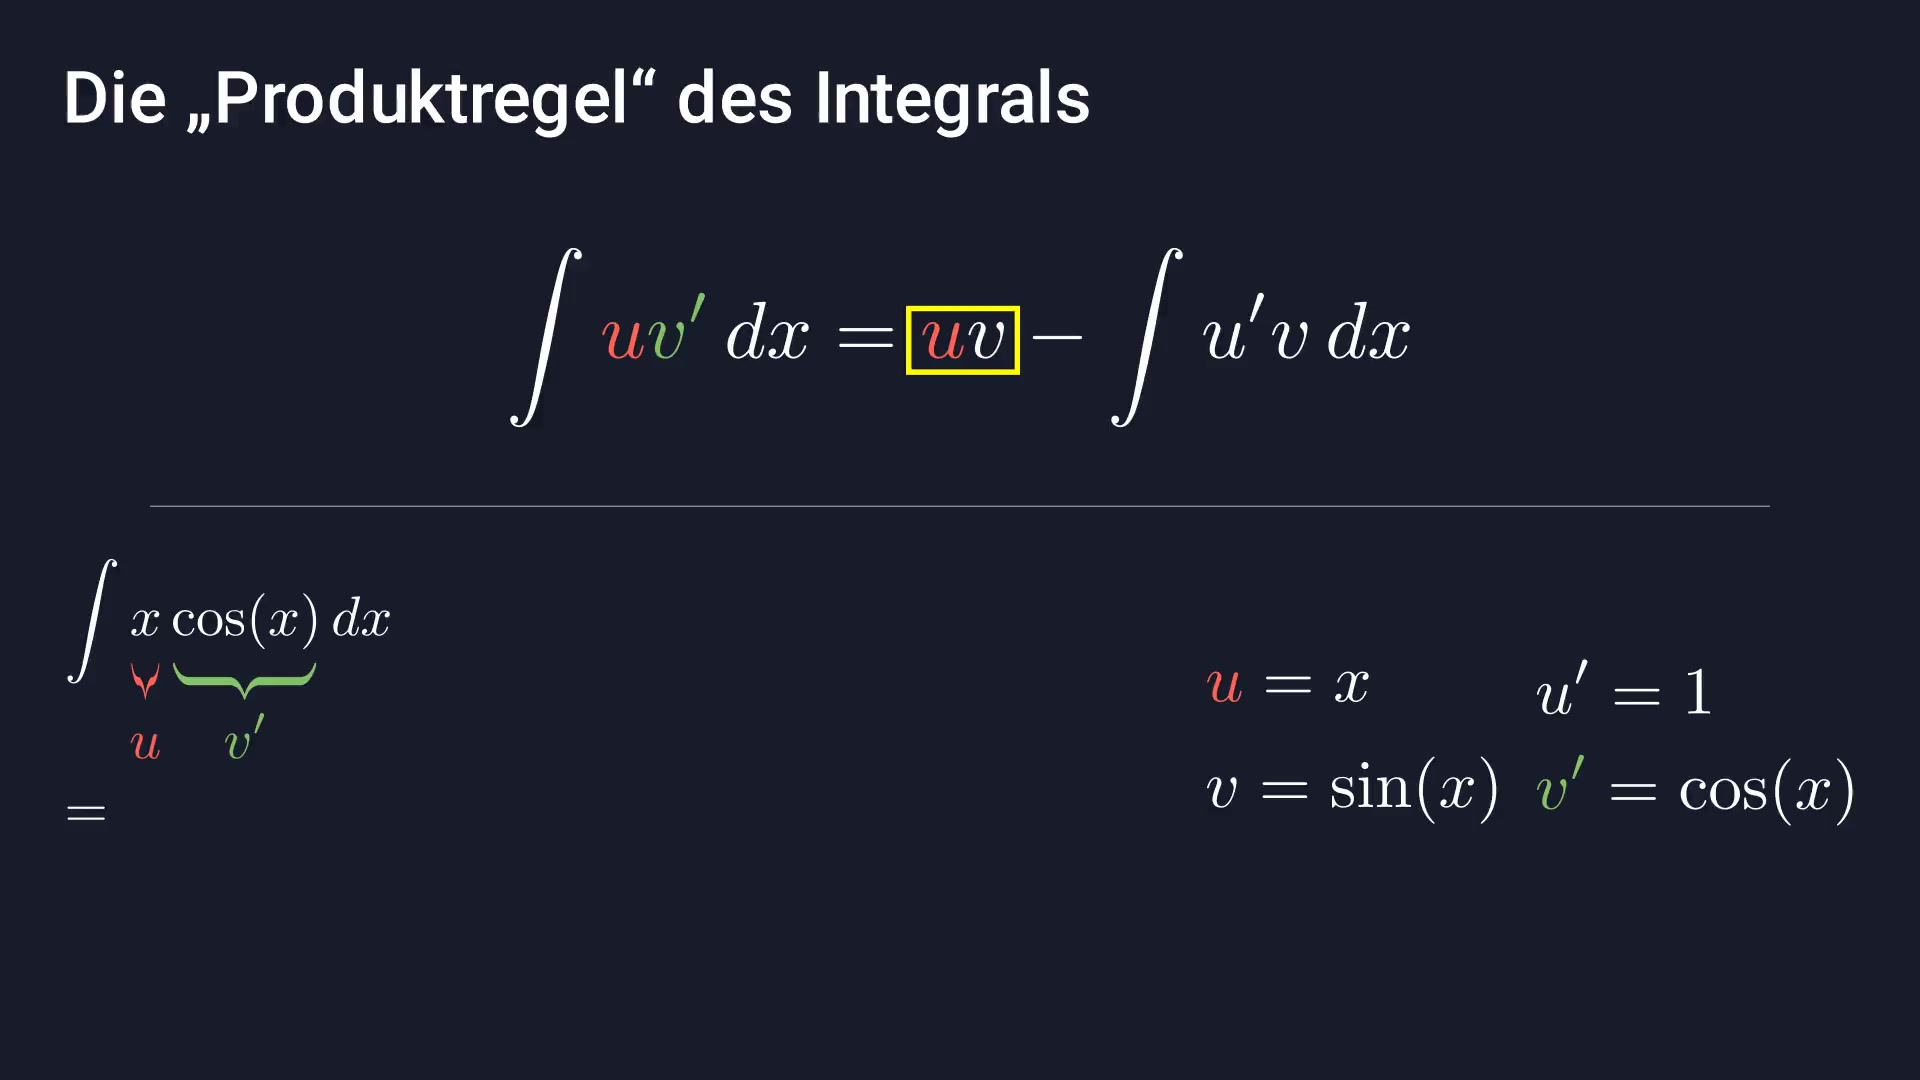 Die „Produktregel“ des Integrals
∫ uv′ dx = uv − ∫ u′v dx
∫ x cos(x) dx
u v′
=
u = x u′ = 1
v = sin(x) v′ = cos(x)